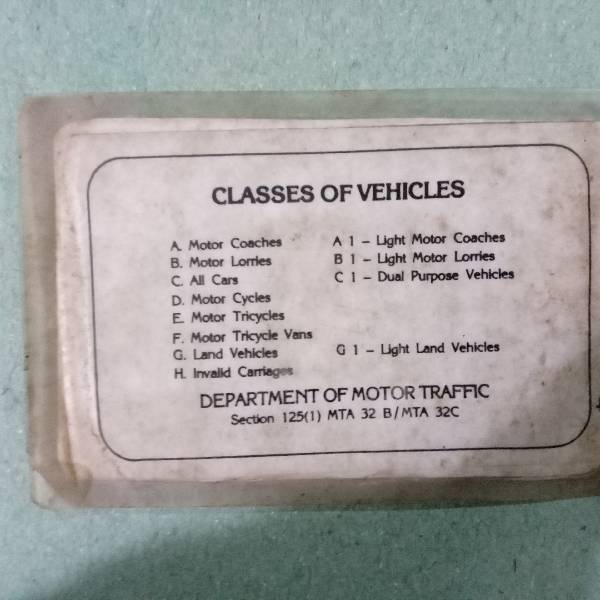 CLASSES OF VEHICLES
A. Motor Coaches A 1 – Light Motor Coaches
B. Motor Lorries B 1 – Light Motor Lorries
C. All Cars C 1 – Dual Purpose Vehicles
D. Motor Cycles
E. Motor Tricycles
F. Motor Tricycle Vans
G. Land Vehicles G 1 – Light Land Vehicles
H. Invalid Carriages
DEPARTMENT OF MOTOR TRAFFIC
Section 125(1) MTA 32 B/MTA 32C